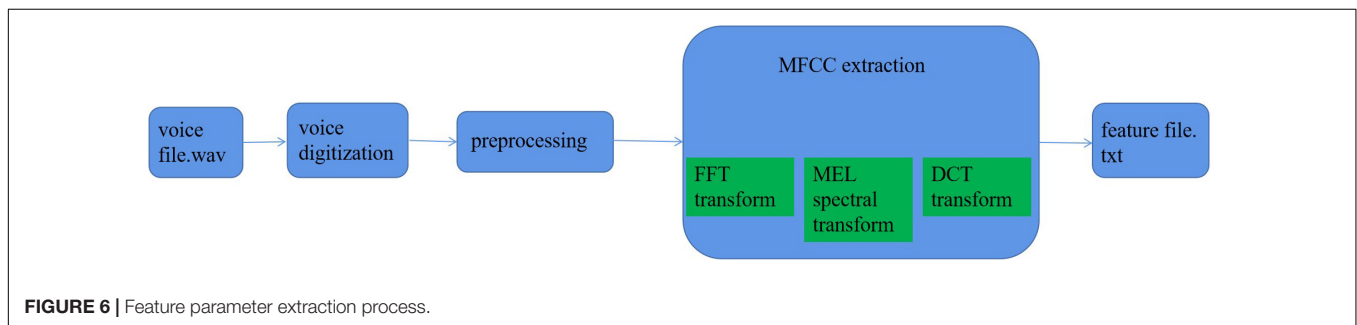 MFCC extraction
voice
file.wav
voice
digitization
preprocessing
feature file.
txt
FFT
transform
MEL
spectral
transform
DCT
transform
FIGURE 6 | Feature parameter extraction process.